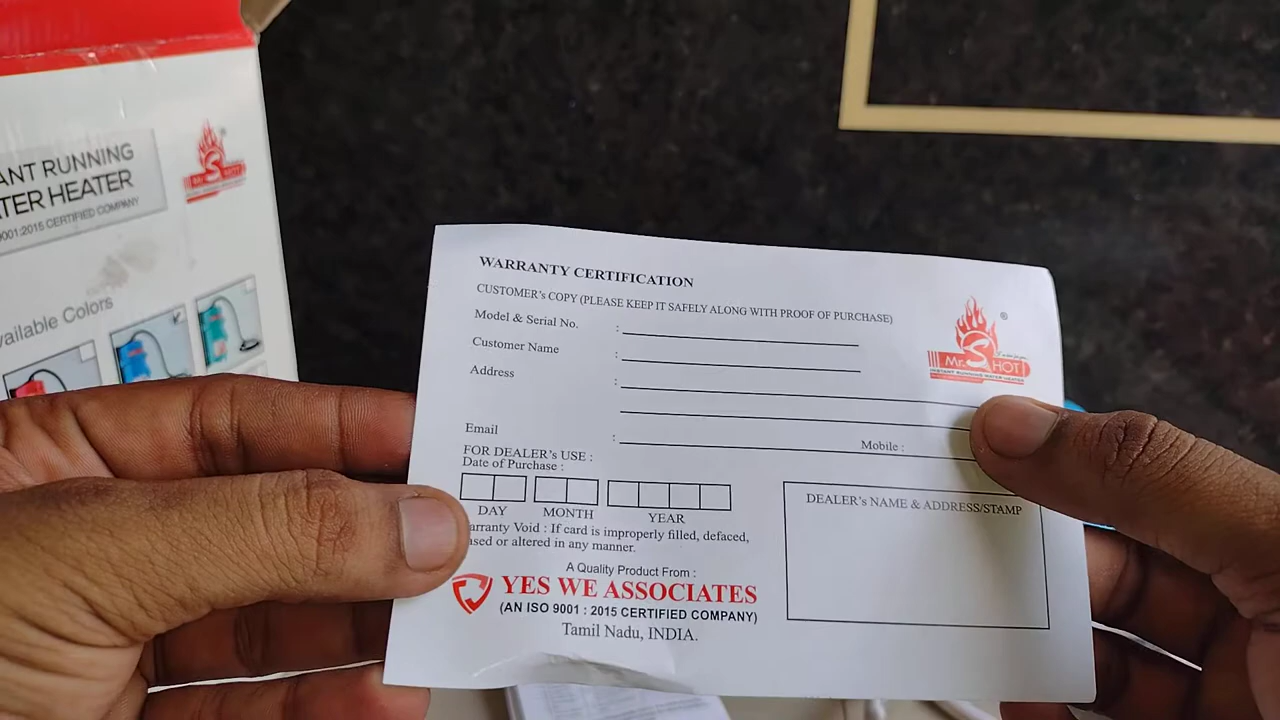 ANT RUNNING
TER HEATER
9001:2015 CERTIFIED COMPANY
Mr. S HOT
vailable Colors
WARRANTY CERTIFICATION
CUSTOMER's COPY (PLEASE KEEP IT SAFELY ALONG WITH PROOF OF PURCHASE)
Model & Serial No. :
Customer Name :
Address :
Email :
Mobile :
®
Mr. S HOT
INSTANT RUNNING WATER HEATER
FOR DEALER's USE :
Date of Purchase :
DAY MONTH YEAR
arranty Void : If card is improperly filled, defaced,
used or altered in any manner.
DEALER's NAME & ADDRESS/STAMP
A Quality Product From :
YES WE ASSOCIATES
(AN ISO 9001 : 2015 CERTIFIED COMPANY)
Tamil Nadu, INDIA.